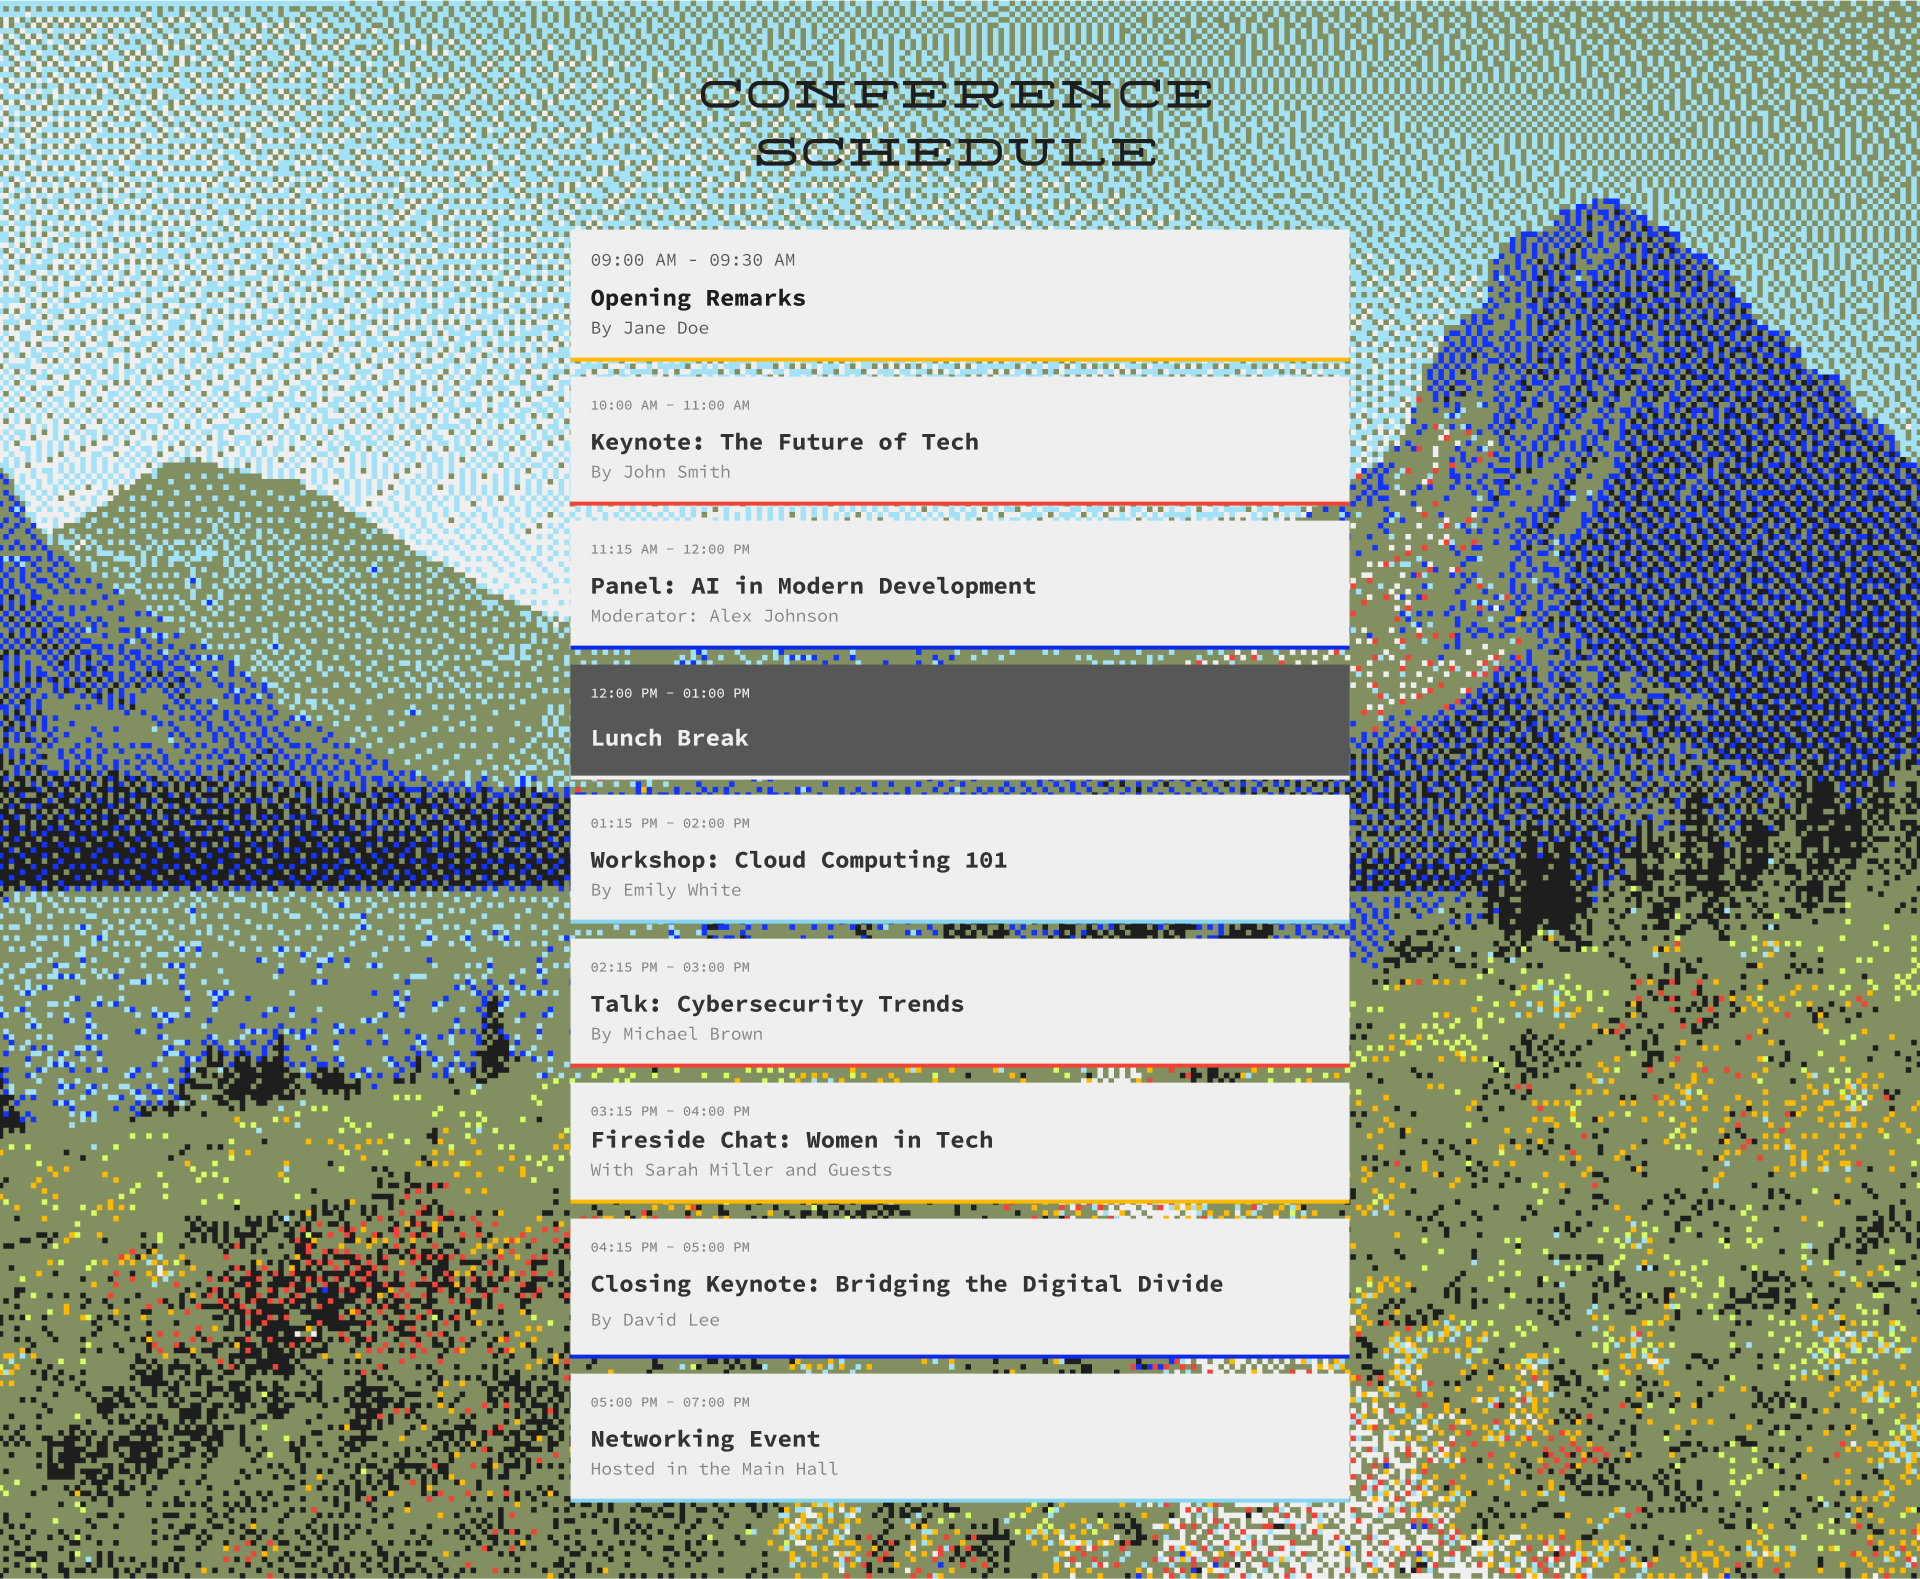 CONFERENCE
SCHEDULE
09:00 AM - 09:30 AM
Opening Remarks
By Jane Doe
10:00 AM - 11:00 AM
Keynote: The Future of Tech
By John Smith
11:15 AM - 12:00 PM
Panel: AI in Modern Development
Moderator: Alex Johnson
12:00 PM - 01:00 PM
Lunch Break
01:15 PM - 02:00 PM
Workshop: Cloud Computing 101
By Emily White
02:15 PM - 03:00 PM
Talk: Cybersecurity Trends
By Michael Brown
03:15 PM - 04:00 PM
Fireside Chat: Women in Tech
With Sarah Miller and Guests
04:15 PM - 05:00 PM
Closing Keynote: Bridging the Digital Divide
By David Lee
05:00 PM - 07:00 PM
Networking Event
Hosted in the Main Hall